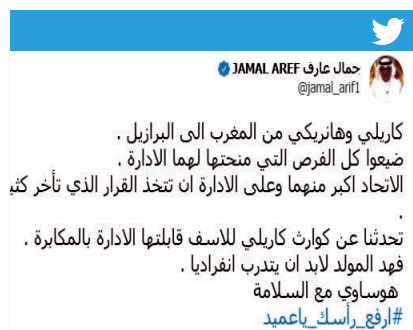 جمال عارف JAMAL AREF
@jamal_arif1
كاريلي وهانريكي من المغرب الى البرازيل .
ضيعوا كل الفرص التي منحتها لهما الادارة .
الاتحاد اكبر منهما وعلى الادارة ان تتخذ القرار الذي تأخر كثي
.
تحدثنا عن كوارث كاريلي للاسف قابلتها الادارة بالمكابرة .
فهد المولد لابد ان يتدرب انفراديا .
هوساوي مع السلامة
#ارفع_رأسك_ياعميد